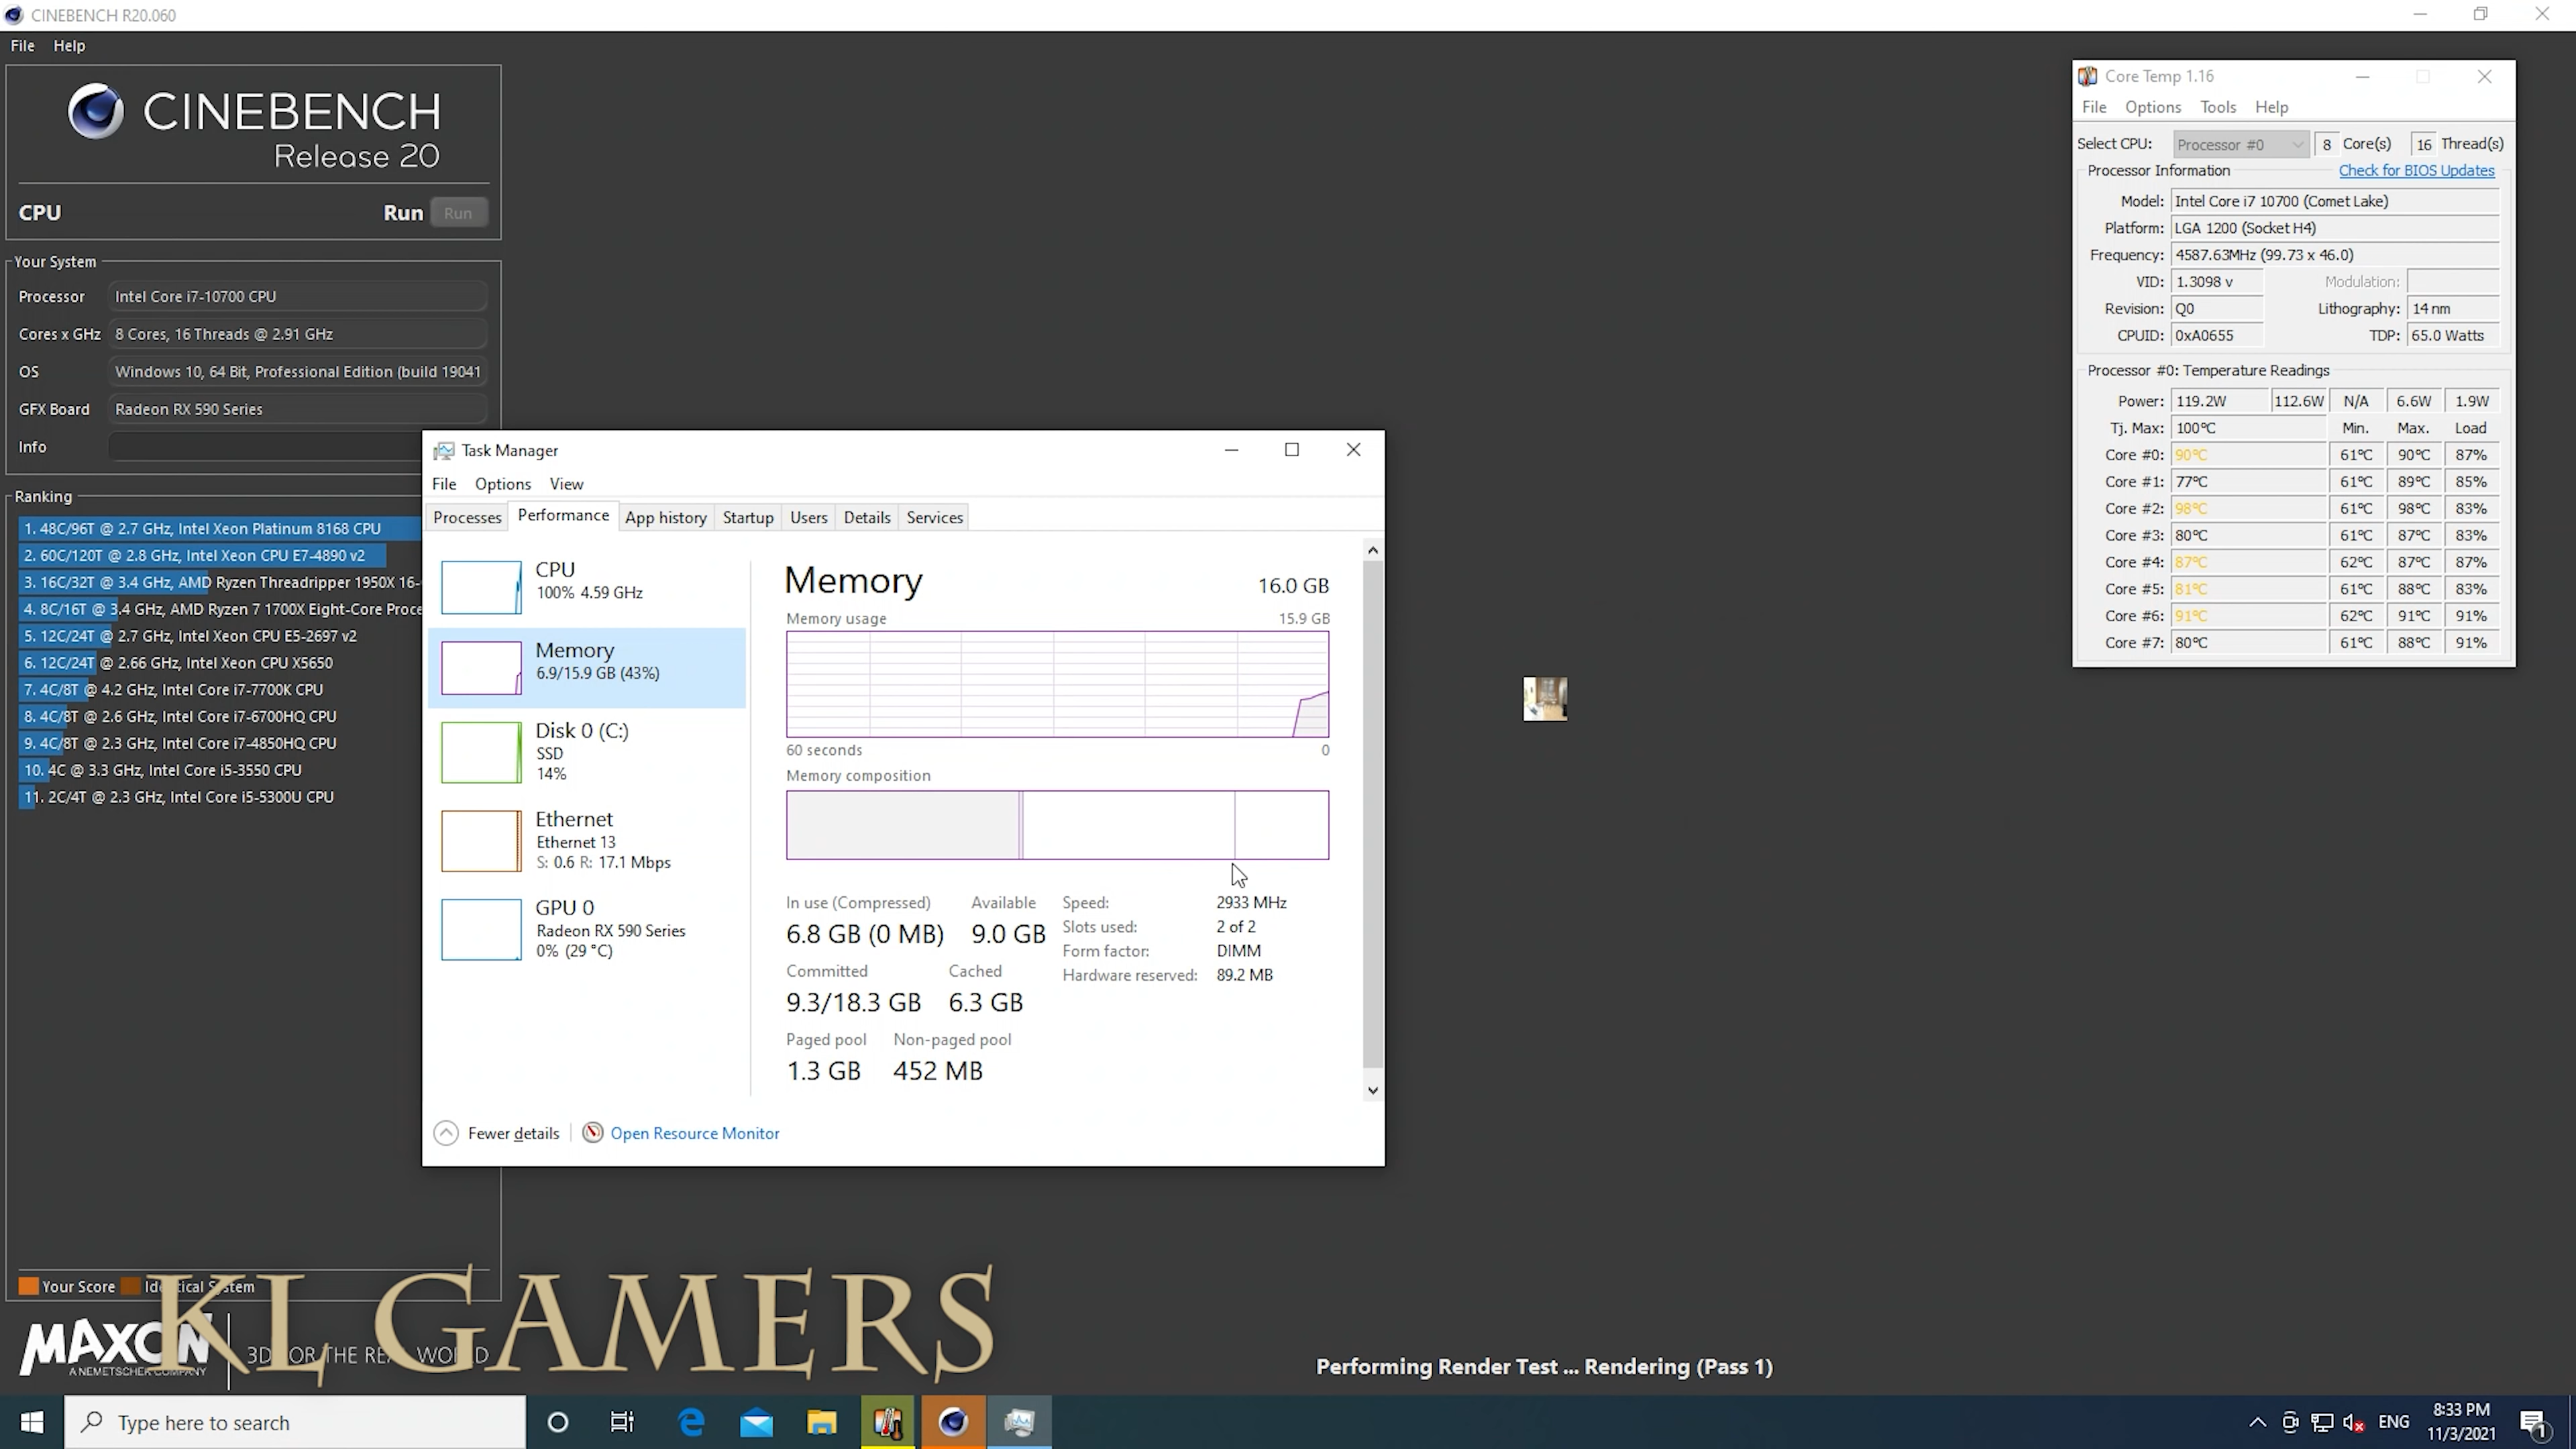 CINEBENCH R20.060
File Help
CINEBENCH
Release 20
CPU Run Run
Your System
Processor Intel Core i7-10700 CPU
Cores x GHz 8 Cores, 16 Threads @ 2.91 GHz
OS Windows 10, 64 Bit, Professional Edition (build 19041
GFX Board Radeon RX 590 Series
Info
Ranking
1. 48C/96T @ 2.7 GHz, Intel Xeon Platinum 8168 CPU
2. 60C/120T @ 2.8 GHz, Intel Xeon CPU E7-4890 v2
3. 16C/32T @ 3.4 GHz, AMD Ryzen Threadripper 1950X 16-
4. 8C/16T @ 3.4 GHz, AMD Ryzen 7 1700X Eight-Core Proce
5. 12C/24T @ 2.7 GHz, Intel Xeon CPU E5-2697 v2
6. 12C/24T @ 2.66 GHz, Intel Xeon CPU X5650
7. 4C/8T @ 4.2 GHz, Intel Core i7-7700K CPU
8. 4C/8T @ 2.6 GHz, Intel Core i7-6700HQ CPU
9. 4C/8T @ 2.3 GHz, Intel Core i7-4850HQ CPU
10. 4C @ 3.3 GHz, Intel Core i5-3550 CPU
11. 2C/4T @ 2.3 GHz, Intel Core i5-5300U CPU
Your Score
MAXON
A NEMETSCHEK COMPANY
KL GAMERS
Task Manager
File Options View
Processes Performance App history Startup Users Details Services
CPU
100% 4.59 GHz
Memory
6.9/15.9 GB (43%)
Disk 0 (C:)
SSD
14%
Ethernet
Ethernet 13
S: 0.6 R: 17.1 Mbps
GPU 0
Radeon RX 590 Series
0% (29 °C)
Memory 16.0 GB
Memory usage 15.9 GB
60 seconds 0
Memory composition
In use (Compressed) Available
6.8 GB (0 MB) 9.0 GB
Committed Cached
9.3/18.3 GB 6.3 GB
Paged pool Non-paged pool
1.3 GB 452 MB
Speed: 2933 MHz
Slots used: 2 of 2
Form factor: DIMM
Hardware reserved: 89.2 MB
Fewer details Open Resource Monitor
Core Temp 1.16
File Options Tools Help
Select CPU: Processor #0 8 Core(s) 16 Thread(s)
Processor Information Check for BIOS Updates
Model: Intel Core i7 10700 (Comet Lake)
Platform: LGA 1200 (Socket H4)
Frequency: 4587.63MHz (99.73 x 46.0)
VID: 1.3098 v Modulation:
Revision: Q0 Lithography: 14 nm
CPUID: 0xA0655 TDP: 65.0 Watts
Processor #0: Temperature Readings
Power: 119.2W 112.6W N/A 6.6W 1.9W
Tj. Max: 100°C Min. Max. Load
Core #0: 90°C 61°C 90°C 87%
Core #1: 77°C 61°C 89°C 85%
Core #2: 98°C 61°C 98°C 83%
Core #3: 80°C 61°C 87°C 83%
Core #4: 87°C 62°C 87°C 87%
Core #5: 81°C 61°C 88°C 83%
Core #6: 91°C 62°C 91°C 91%
Core #7: 80°C 61°C 88°C 91%
Performing Render Test ... Rendering (Pass 1)
Type here to search
ENG
8:33 PM
11/3/2021
1